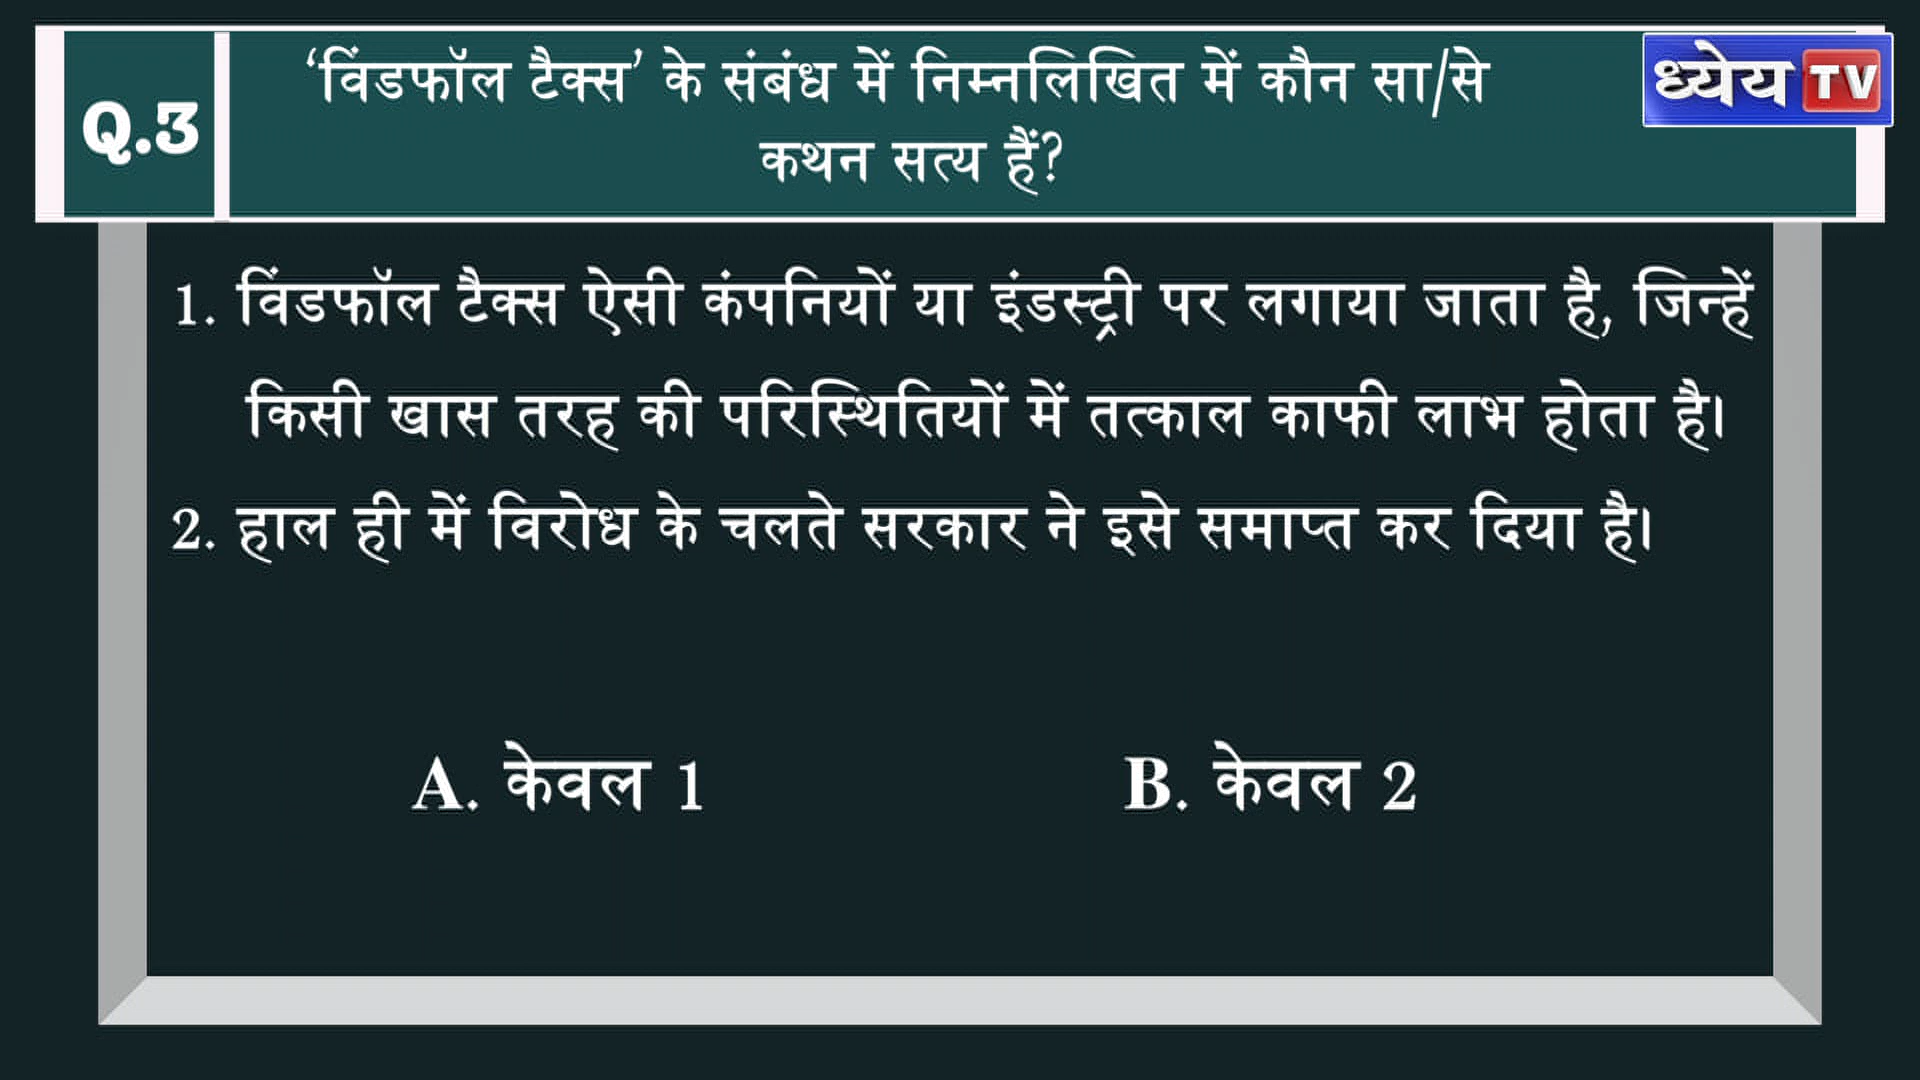 Q.3
‘विंडफॉल टैक्स’ के संबंध में निम्नलिखित में कौन सा/से
कथन सत्य हैं?
ध्येय TV
1. विंडफॉल टैक्स ऐसी कंपनियों या इंडस्ट्री पर लगाया जाता है, जिन्हें
किसी खास तरह की परिस्थितियों में तत्काल काफी लाभ होता है।
2. हाल ही में विरोध के चलते सरकार ने इसे समाप्त कर दिया है।
A. केवल 1
B. केवल 2